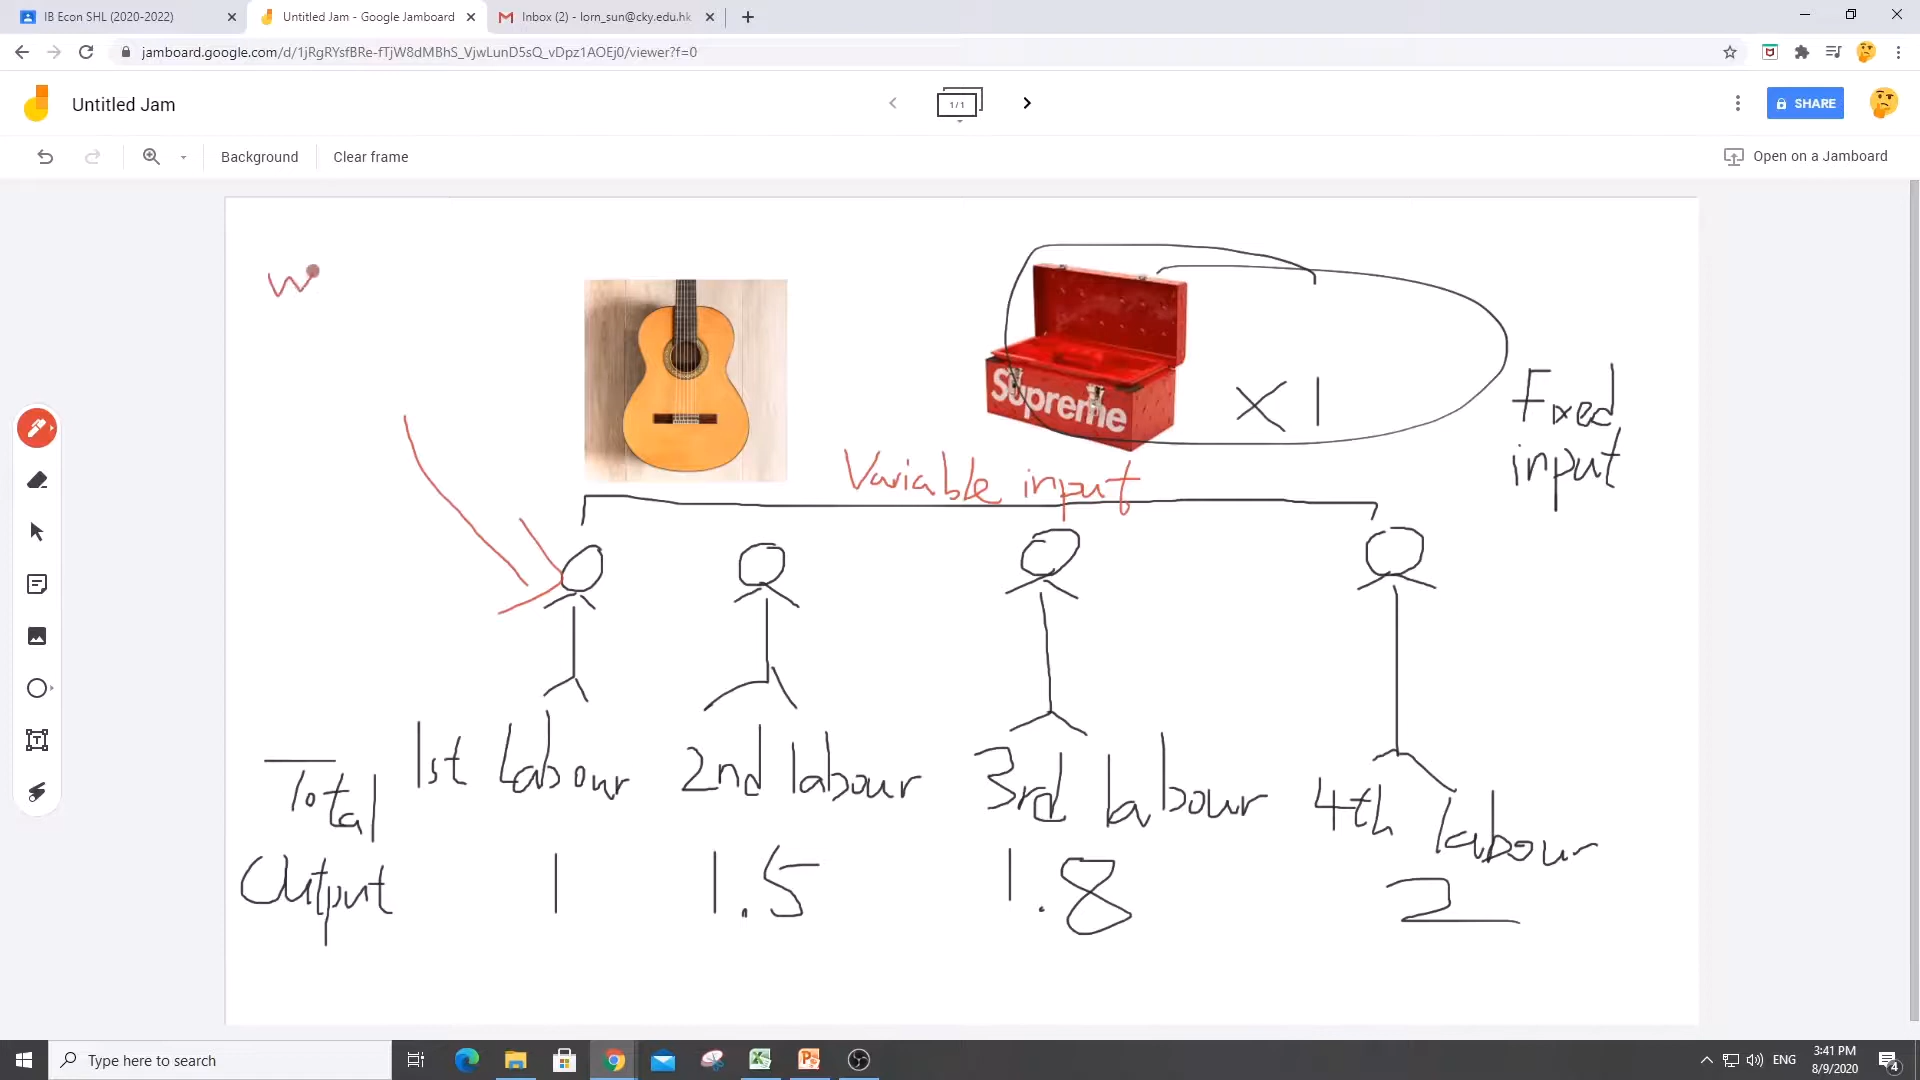 IB Econ SHL (2020-2022)
Untitled Jam - Google Jamboard
Inbox (2) - lorn_sun@cky.edu.hk
jamboard.google.com/d/1jRgRYsfBRe-fTjW8dMBhS_VjwLunD5sQ_vDpz1AOEj0/viewer?f=0
Untitled Jam
1/1
SHARE
Background
Clear frame
Open on a Jamboard
w
Supreme
X1
Fixed
input
Variable input
1st Labour
2nd labour
3rd labour
4th labour
Total
Output
1
1.5
1.8
2
Type here to search
ENG
3:41 PM
8/9/2020
4